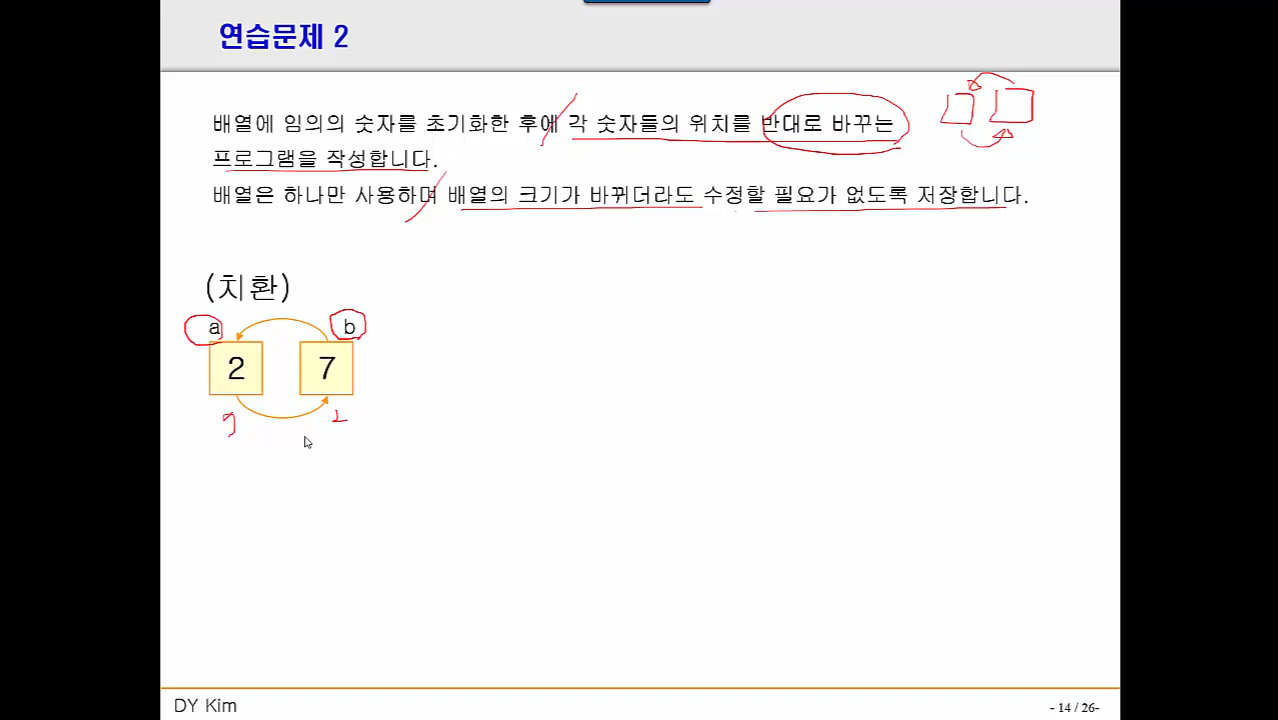 연습문제 2
배열에 임의의 숫자를 초기화한 후에 각 숫자들의 위치를 반대로 바꾸는
프로그램을 작성합니다.
배열은 하나만 사용하며 배열의 크기가 바뀌더라도 수정할 필요가 없도록 저장합니다.
(치환)
a b
2 7
DY Kim
- 14 / 26-